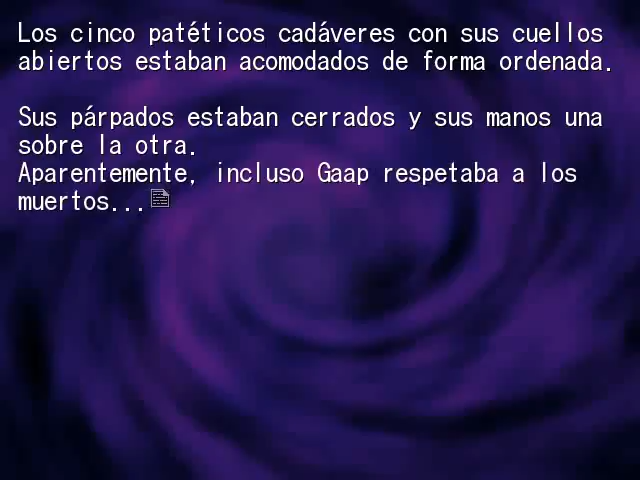 Los cinco patéticos cadáveres con sus cuellos
abiertos estaban acomodados de forma ordenada.
Sus párpados estaban cerrados y sus manos una
sobre la otra.
Aparentemente, incluso Gaap respetaba a los
muertos...